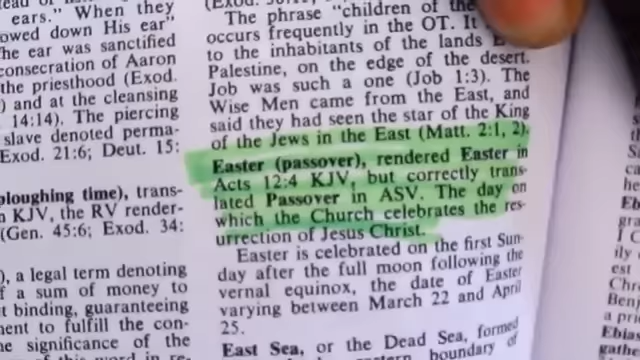 ears." When they
owed down His ear"
he ear was sanctified
consecration of Aaron
the priesthood (Exod.
) and at the cleansing
14:14). The piercing
slave denoted perma-
Exod. 21:6; Deut. 15:
ploughing time), trans-
KJV, the RV render-
(Gen. 45:6; Exod. 34:
), a legal term denoting
a sum of money to
t binding, guaranteeing
ment to fulfill the con-
he significance of the
The phrase "children of the
occurs frequently in the OT. It
to the inhabitants of the lands
Palestine, on the edge of the desert.
Job was such a one (Job 1:3). The
Wise Men came from the East, and
said they had seen the star of the King
of the Jews in the East (Matt. 2:1, 2).
Easter (passover), rendered Easter in
Acts 12:4 KJV, but correctly trans-
lated Passover in ASV. The day on
which the Church celebrates the res-
urrection of Jesus Christ.
Easter is celebrated on the first Sun-
day after the full moon following the
vernal equinox, the date of Easter
varying between March 22 and April
25.
East Sea, or the Dead Sea, formed
boundary of